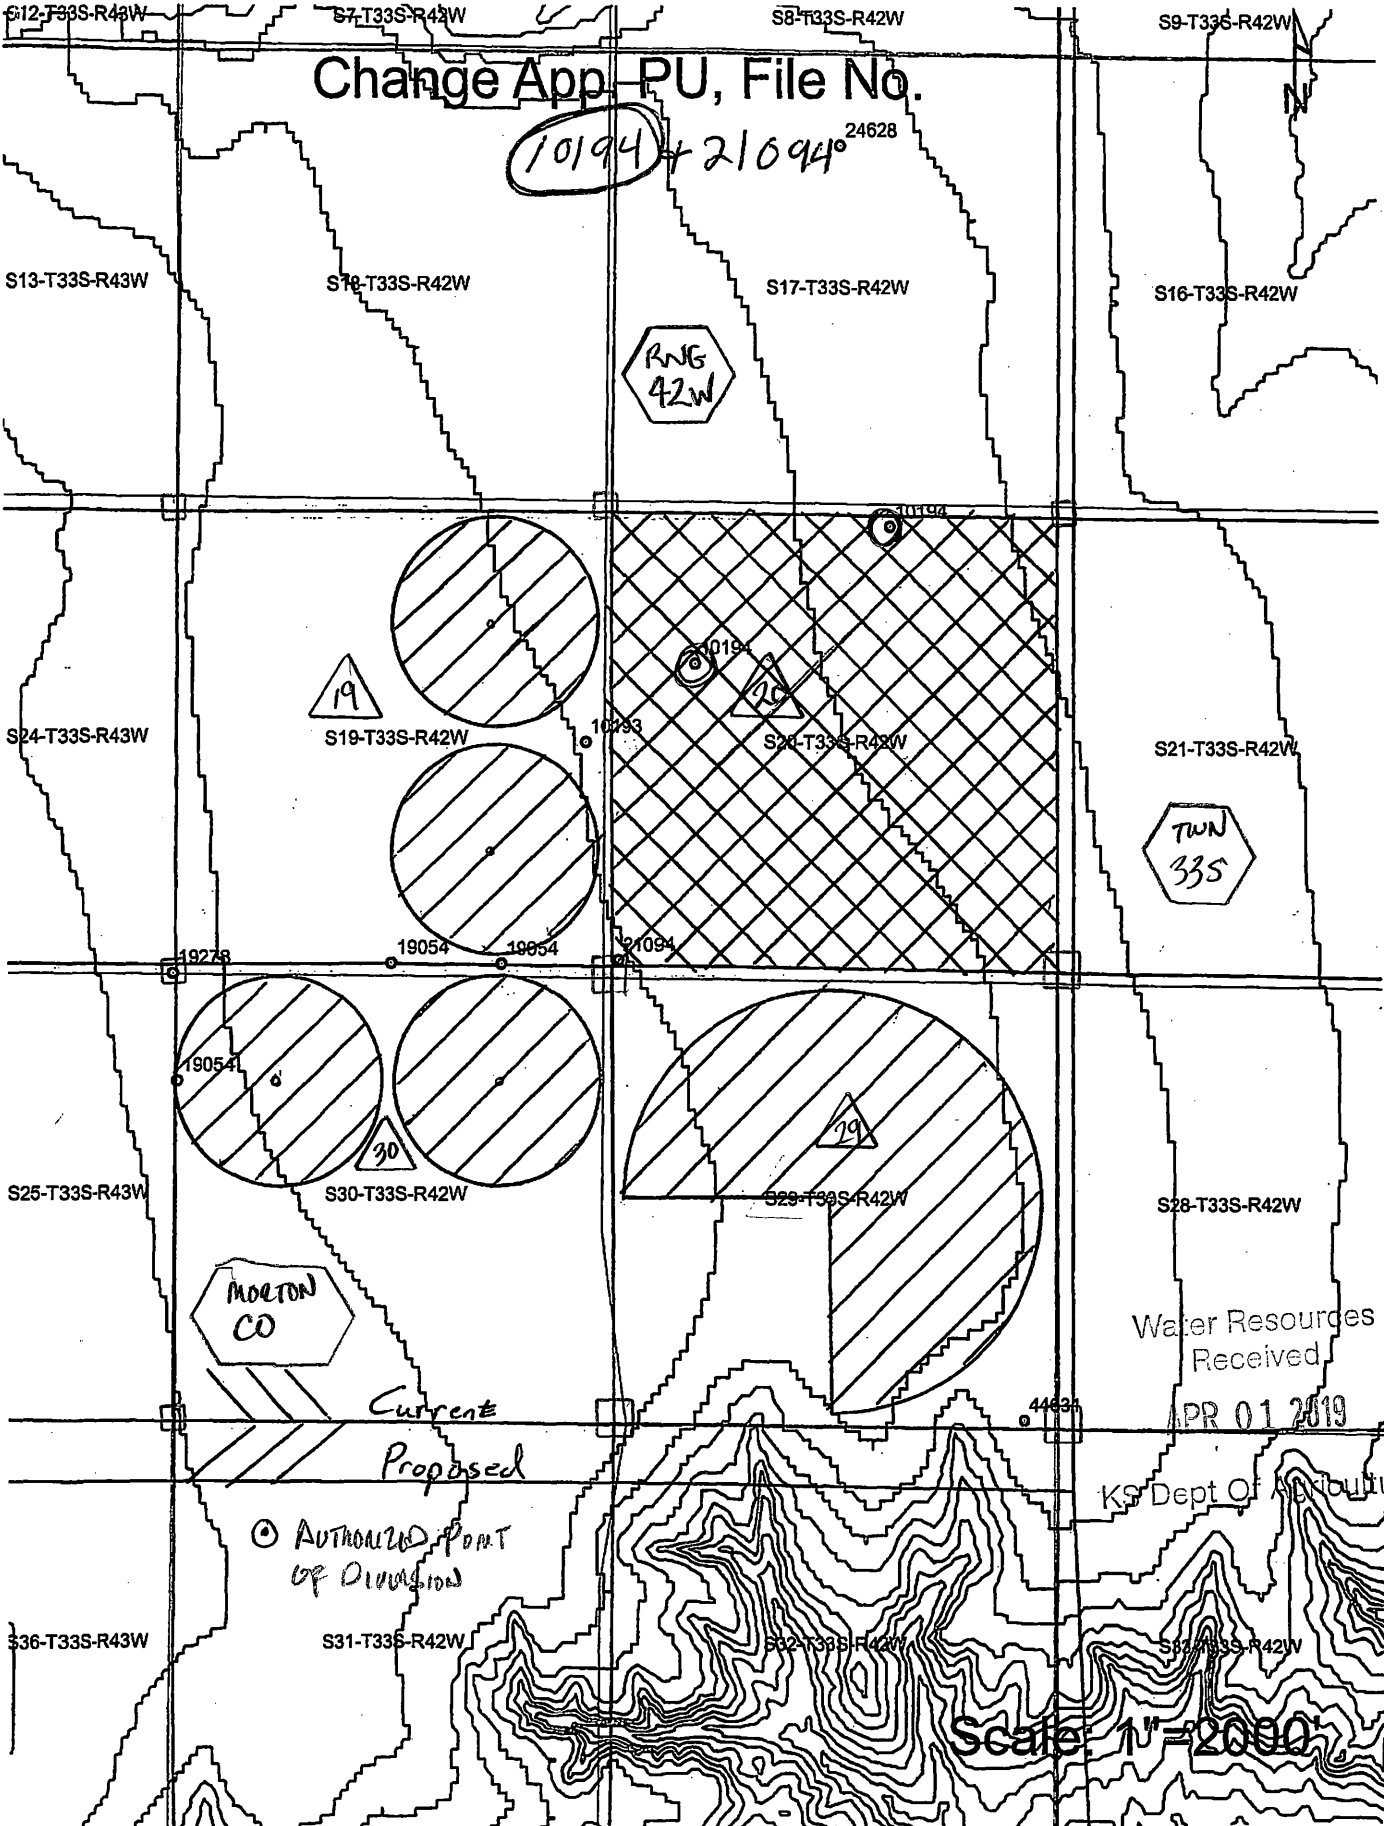 S12-T33S-R43W
S7-T33S-R42W
S8-T33S-R42W
S9-T33S-R42W
N
Change App PU, File No.
10194 + 21094
24628
S13-T33S-R43W
S18-T33S-R42W
S17-T33S-R42W
S16-T33S-R42W
RNG
42W
10194
10194
19
20
10193
S24-T33S-R43W
S19-T33S-R42W
S20-T33S-R42W
S21-T33S-R42W
TWN
33S
19278
19054
19054
21094
19054
29
30
S25-T33S-R43W
S30-T33S-R42W
S29-T33S-R42W
S28-T33S-R42W
MORTON
CO
Water Resources
Received
Current
44631
APR 01 2019
Proposed
KS Dept Of Agricultu
AUTHORIZED POINT
OF DIVERSION
S36-T33S-R43W
S31-T33S-R42W
S32-T33S-R42W
S33-T33S-R42W
Scale: 1"=2000'